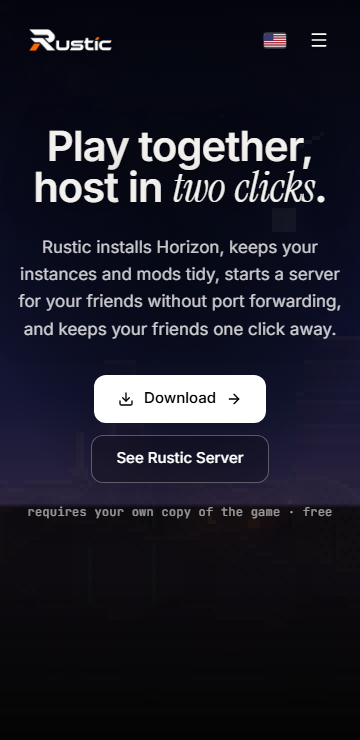 Rustic
Play together,
host in two clicks.
Rustic installs Horizon, keeps your
instances and mods tidy, starts a server
for your friends without port forwarding,
and keeps your friends one click away.
Download
See Rustic Server
requires your own copy of the game · free